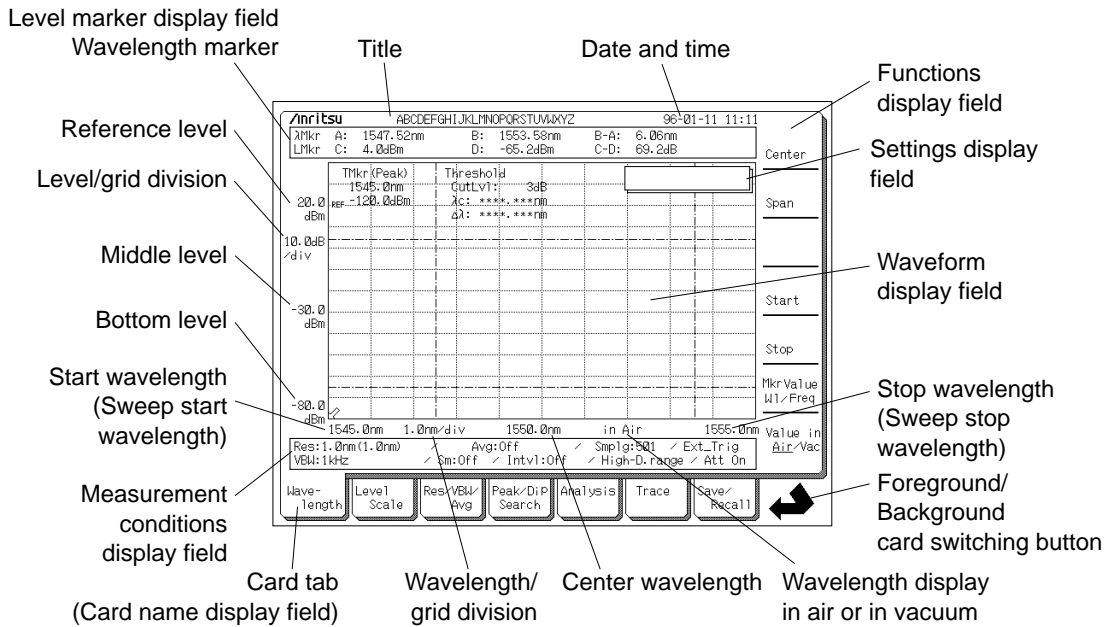 Level marker display field
Wavelength marker
Title
Date and time
Functions
display field
Reference level
Level/grid division
Middle level
Bottom level
Start wavelength
(Sweep start
wavelength)
Measurement
conditions
display field
Settings display
field
Waveform
display field
Stop wavelength
(Sweep stop
wavelength)
Foreground/
Background
card switching button
Card tab
(Card name display field)
Wavelength/
grid division
Center wavelength
Wavelength display
in air or in vacuum
Anritsu ABCDEFGHIJKLMNOPQRSTUVWXYZ 96-01-11 11:11
λMkr A: 1547.52nm B: 1553.58nm B-A: 6.06nm
LMkr C: 4.0dBm D: -65.2dBm C-D: 69.2dB
TMkr(Peak) Threshold
1545.0nm CutLvl: 3dB
REF -120.0dBm λc: ****.***nm
Δλ: ****.***nm
20.0
dBm
10.0dB
/div
-30.0
dBm
-80.0
dBm
1545.0nm 1.0nm/div 1550.0nm in Air 1555.0nm
Res:1.0nm(1.0nm) / Avg:Off / Smplg:501 / Ext_Trig
VBW:1kHz / Sm:Off / Intvl:Off / High-D.range / Att On
Center
Span
Start
Stop
MkrValue
Wl/Freq
Value in
Air/Vac
Wave-
length
Level
Scale
Res/VBW/
Avg
Peak/Dip
Search
Analysis
Trace
Save/
Recall